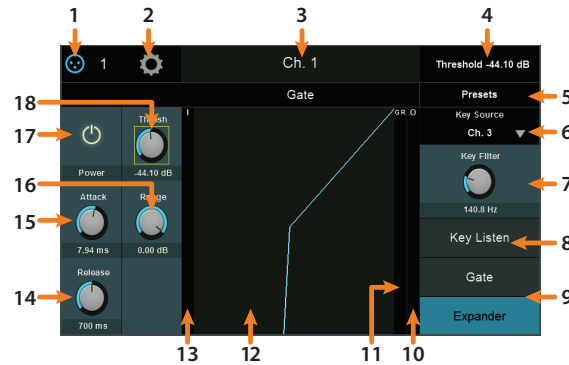 1 2 3 4
1 Ch. 1 Threshold -44.10 dB
Gate Presets 5
18 Thresh I GR O Key Source
17 Ch. 3 6
Power -44.10 dB Key Filter
16 7
Attack Range
15 140.8 Hz
7.94 ms 0.00 dB Key Listen 8
Release
14 Gate 9
700 ms Expander
13 12 11 10